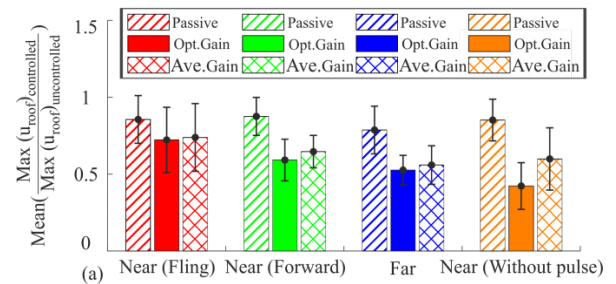 Passive Passive Passive Passive
Opt.Gain Opt.Gain Opt.Gain Opt.Gain
Ave.Gain Ave.Gain Ave.Gain Ave.Gain
Mean(Max (u_roof)controlled
Max (u_roof)uncontrolled)
1.5
1
0.5
0
Near (Fling) Near (Forward) Far Near (Without pulse)
(a)